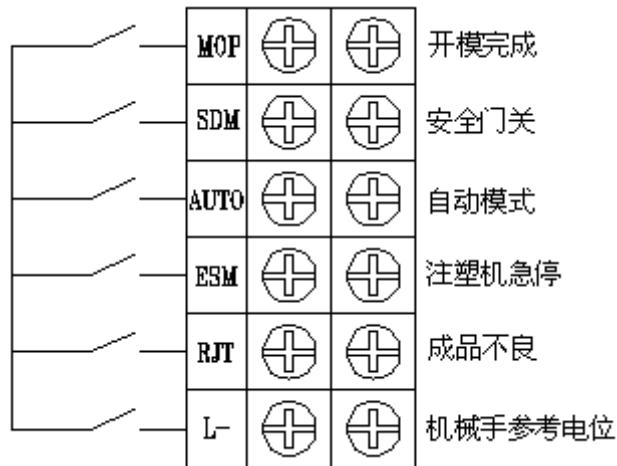 MOP 开模完成
SDM 安全门关
AUTO 自动模式
ESM 注塑机急停
RJT 成品不良
L- 机械手参考电位